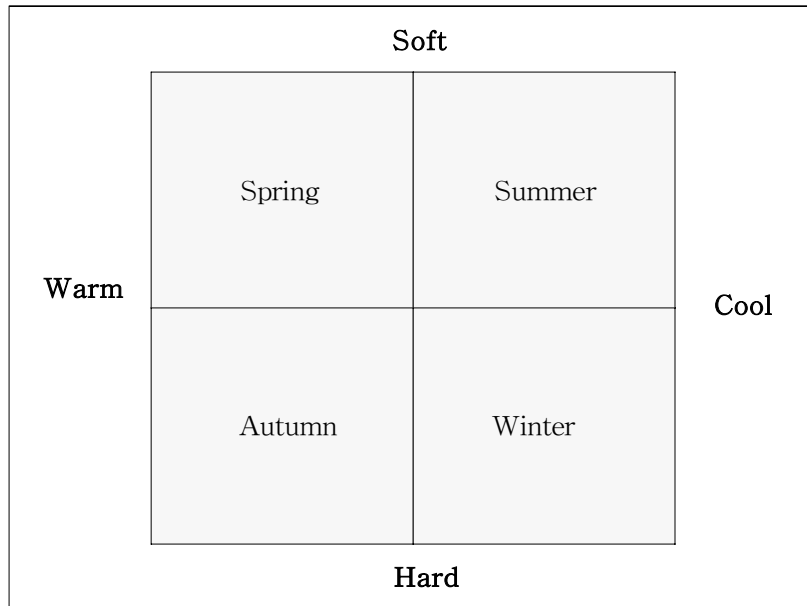 Soft
Spring
Summer
Warm
Cool
Autumn
Winter
Hard